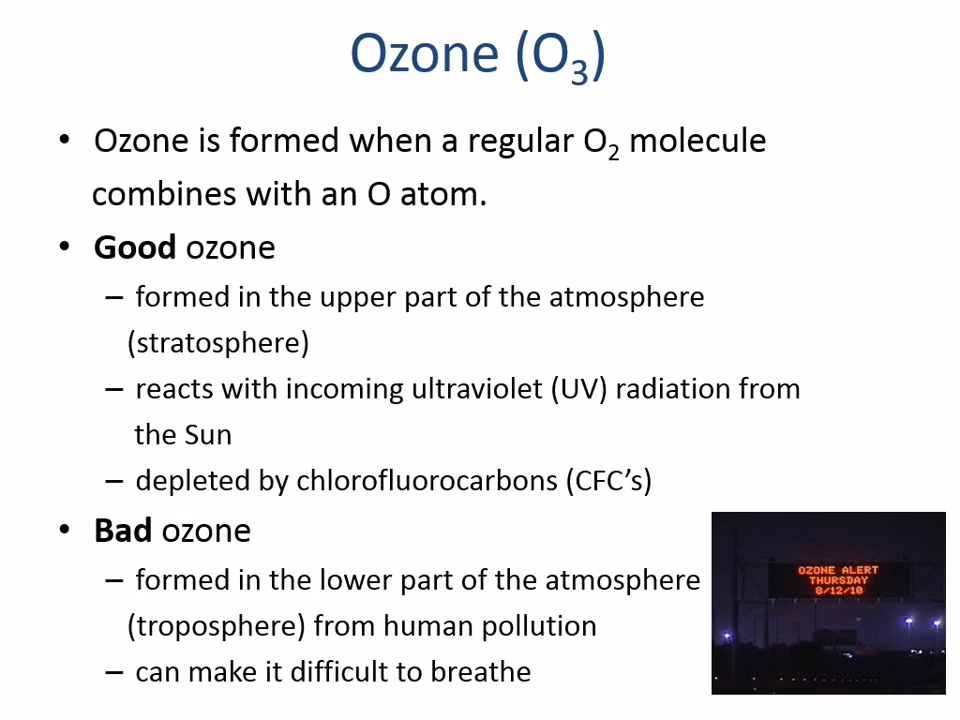 Ozone (O₃)
• Ozone is formed when a regular O₂ molecule
combines with an O atom.
• Good ozone
– formed in the upper part of the atmosphere
(stratosphere)
– reacts with incoming ultraviolet (UV) radiation from
the Sun
– depleted by chlorofluorocarbons (CFC’s)
• Bad ozone
– formed in the lower part of the atmosphere
(troposphere) from human pollution
– can make it difficult to breathe
OZONE ALERT
THURSDAY
8/12/10